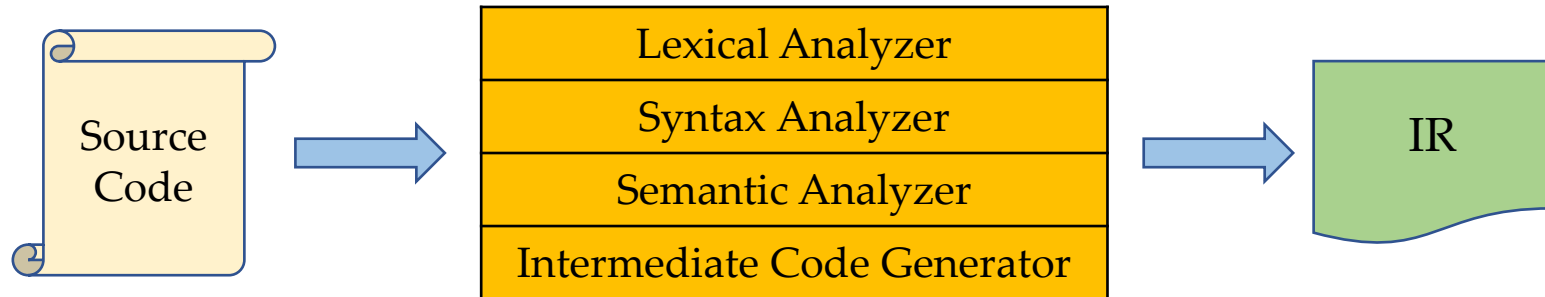 Source
Code
Lexical Analyzer
Syntax Analyzer
Semantic Analyzer
Intermediate Code Generator
IR